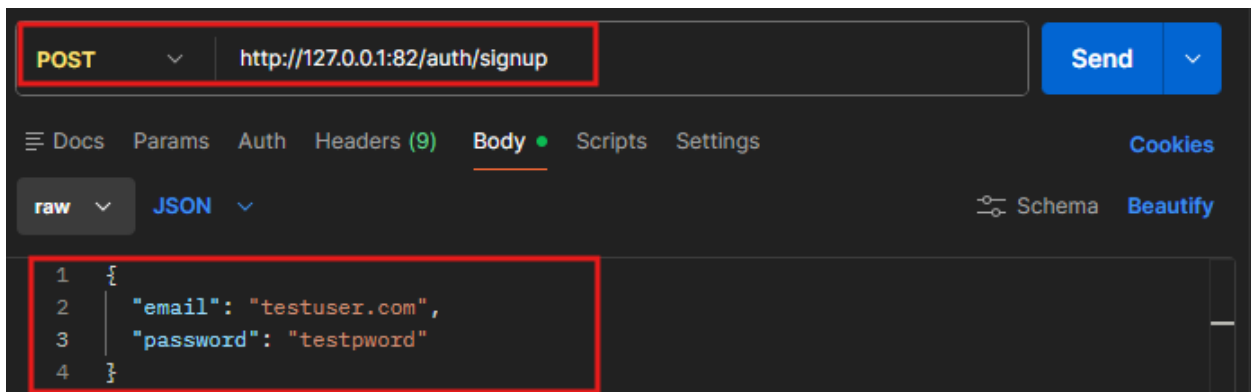 POST http://127.0.0.1:82/auth/signup Send
Docs Params Auth Headers (9) Body Scripts Settings Cookies
raw JSON Schema Beautify
1 {
2 "email": "testuser.com",
3 "password": "testpword"
4 }